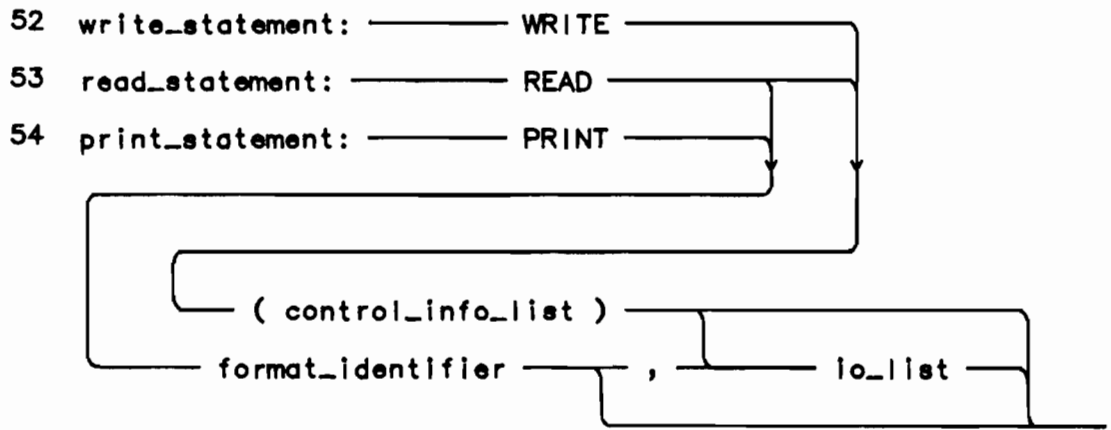 52 write_statement: WRITE
53 read_statement: READ
54 print_statement: PRINT
( control_info_list )
format_identifier , io_list